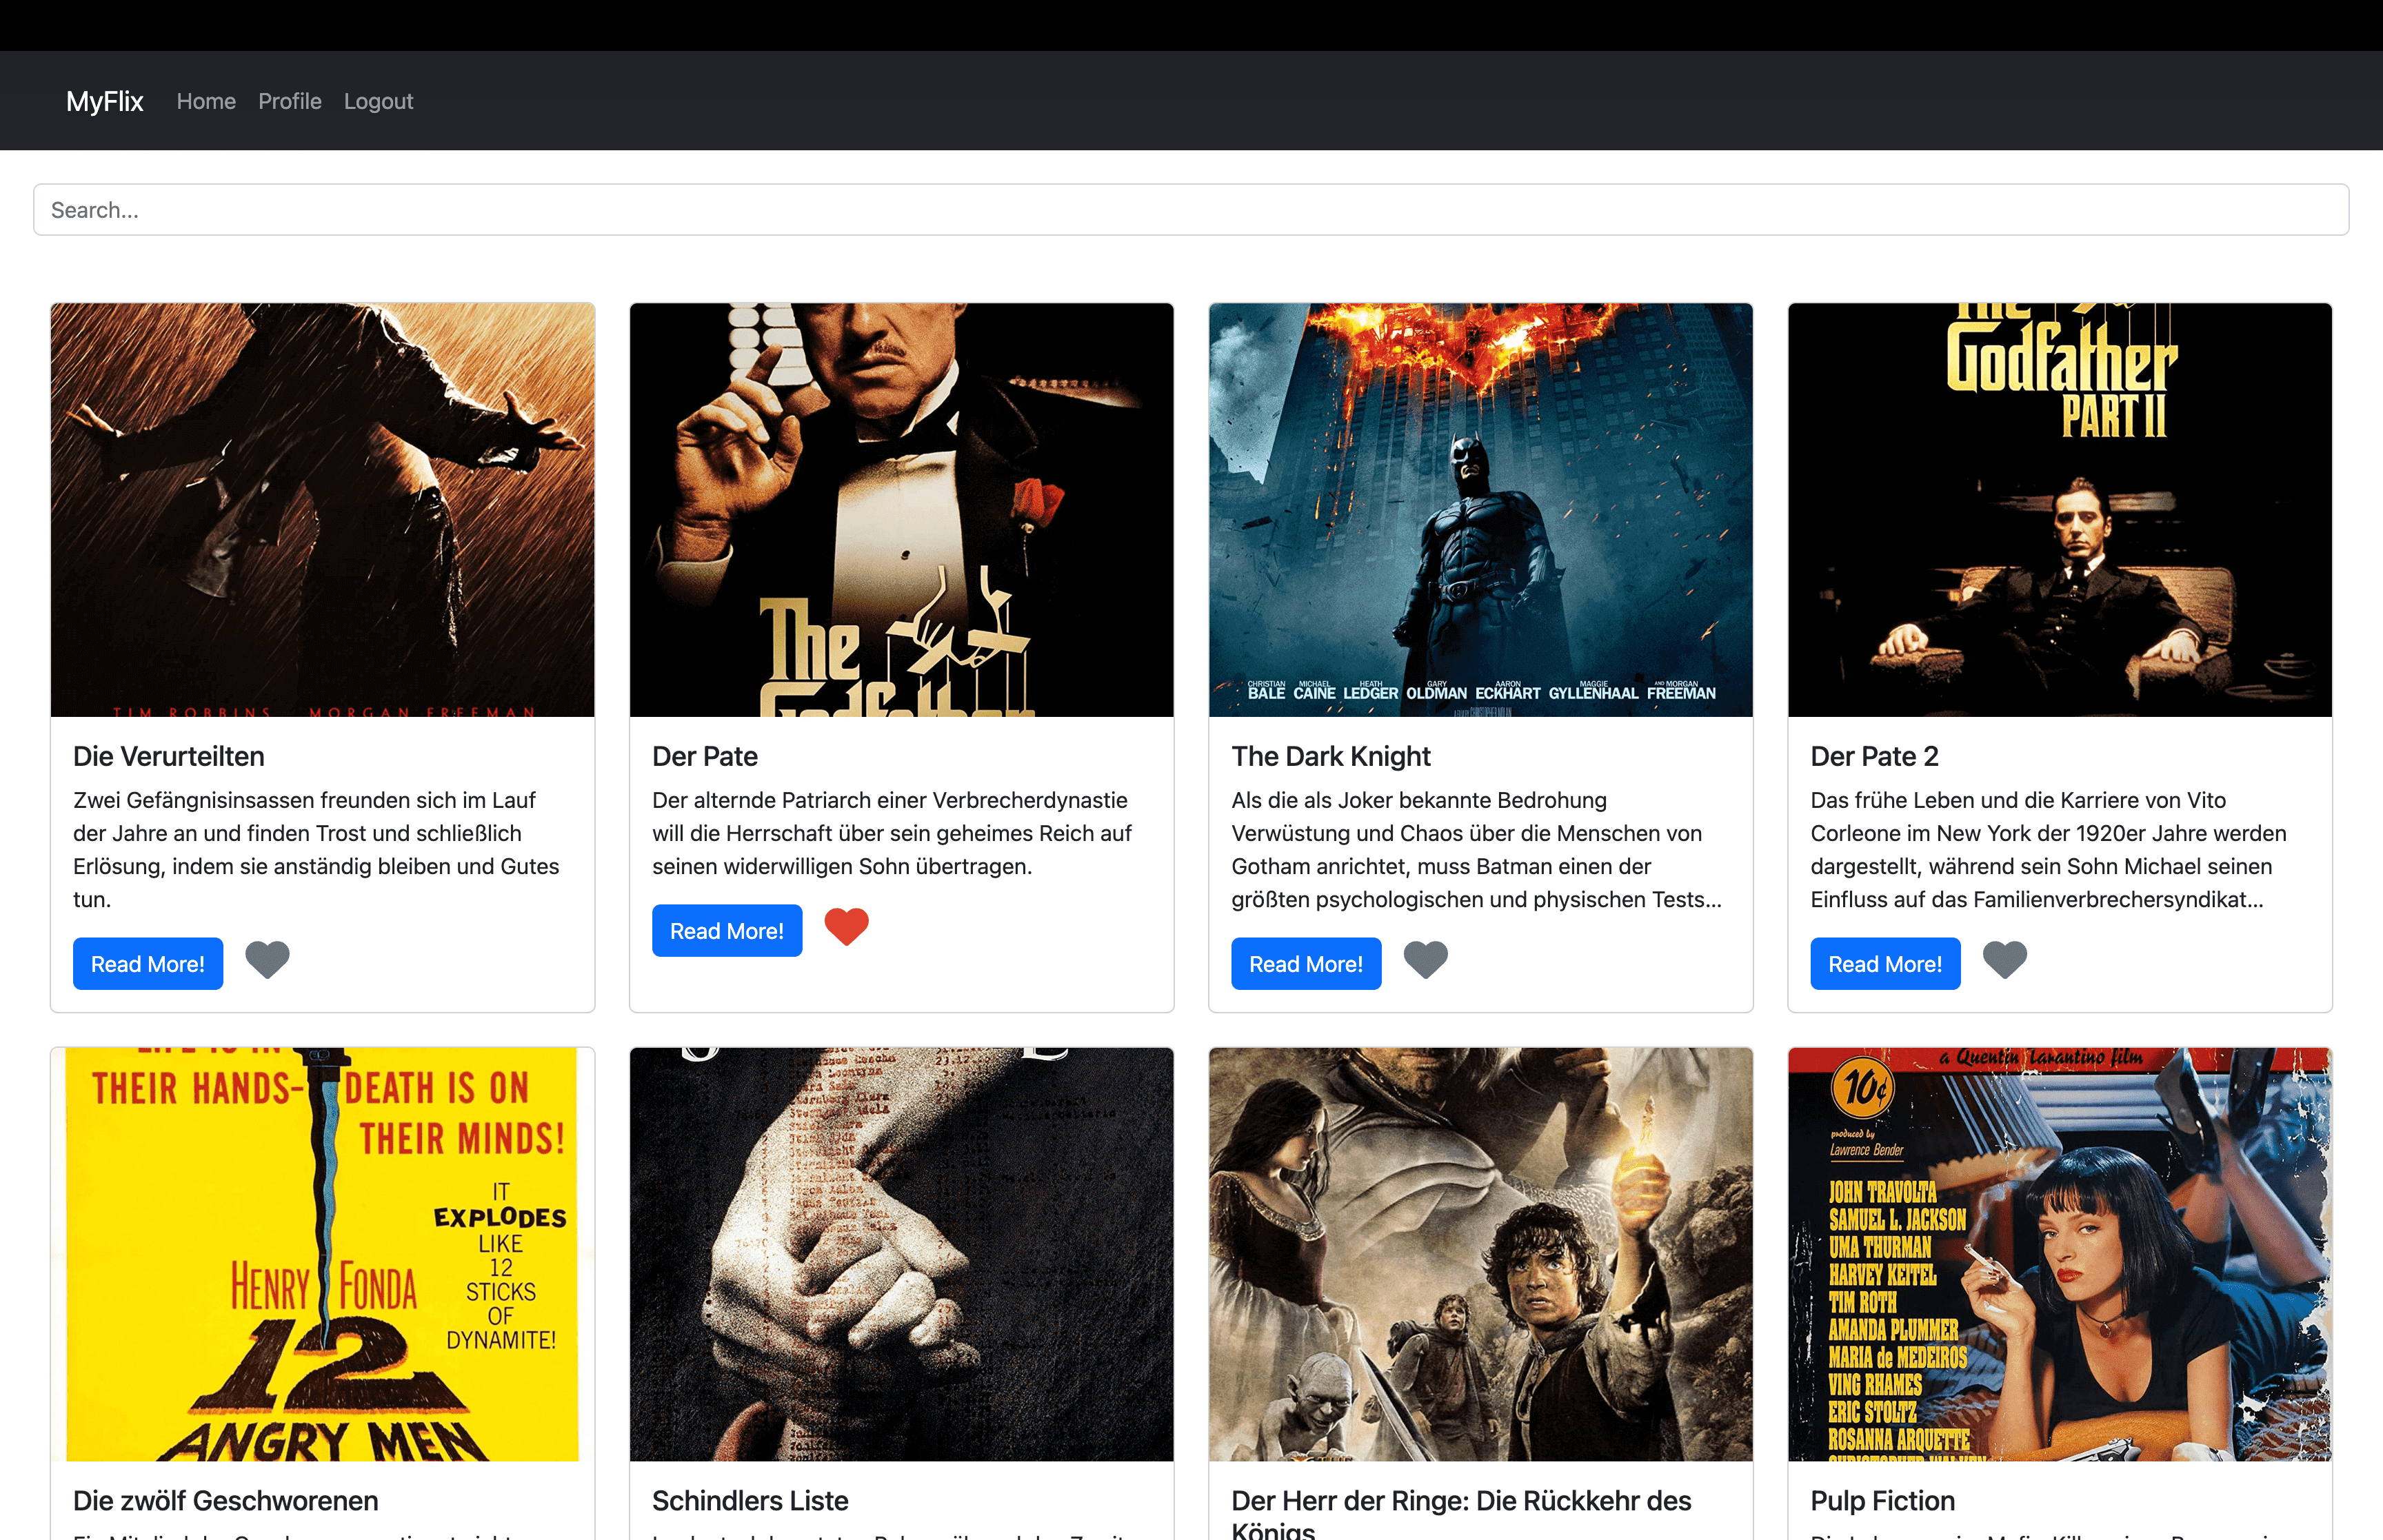 MyFlix Home Profile Logout
Search...
TIM ROBBINS MORGAN FREEMAN
The
Godfather
CHRISTIAN BALE MICHAEL CAINE HEATH LEDGER GARY OLDMAN AARON ECKHART MAGGIE GYLLENHAAL AND MORGAN FREEMAN
The
Godfather
PART II
Die Verurteilten
Zwei Gefängnisinsassen freunden sich im Lauf
der Jahre an und finden Trost und schließlich
Erlösung, indem sie anständig bleiben und Gutes
tun.
Read More!
Der Pate
Der alternde Patriarch einer Verbrecherdynastie
will die Herrschaft über sein geheimes Reich auf
seinen widerwilligen Sohn übertragen.
Read More!
The Dark Knight
Als die als Joker bekannte Bedrohung
Verwüstung und Chaos über die Menschen von
Gotham anrichtet, muss Batman einen der
größten psychologischen und physischen Tests...
Read More!
Der Pate 2
Das frühe Leben und die Karriere von Vito
Corleone im New York der 1920er Jahre werden
dargestellt, während sein Sohn Michael seinen
Einfluss auf das Familienverbrechersyndikat...
Read More!
LIFE IS IN
THEIR HANDS- DEATH IS ON
THEIR MINDS!
IT
EXPLODES
LIKE
12
STICKS
OF
DYNAMITE!
HENRY FONDA
12
ANGRY MEN
a Quentin Tarantino film
10¢
produced by
Lawrence Bender
JOHN TRAVOLTA
SAMUEL L. JACKSON
UMA THURMAN
HARVEY KEITEL
TIM ROTH
AMANDA PLUMMER
MARIA de MEDEIROS
VING RHAMES
ERIC STOLTZ
ROSANNA ARQUETTE
CHRISTOPHER WALKEN
Die zwölf Geschworenen
Schindlers Liste
Der Herr der Ringe: Die Rückkehr des
Königs
Pulp Fiction